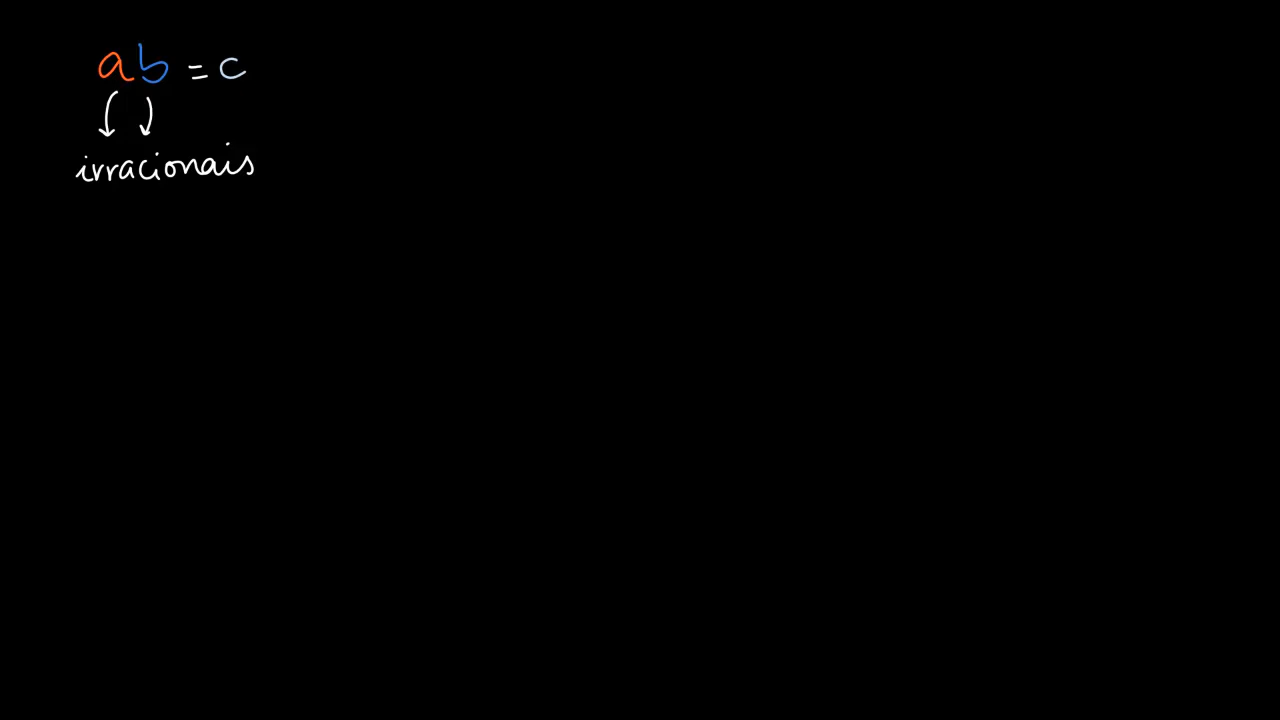 ab = c
irracionais